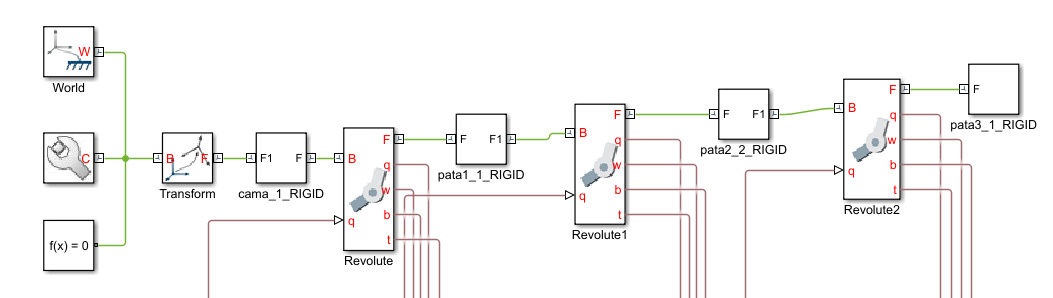 W
World
C
f(x) = 0
B
F
Transform
F1
F
cama_1_RIGID
B
q
F
q
w
b
t
Revolute
F
F1
pata1_1_RIGID
B
q
F
q
w
b
t
Revolute1
F
F1
pata2_2_RIGID
B
q
F
q
w
b
t
Revolute2
F
pata3_1_RIGID